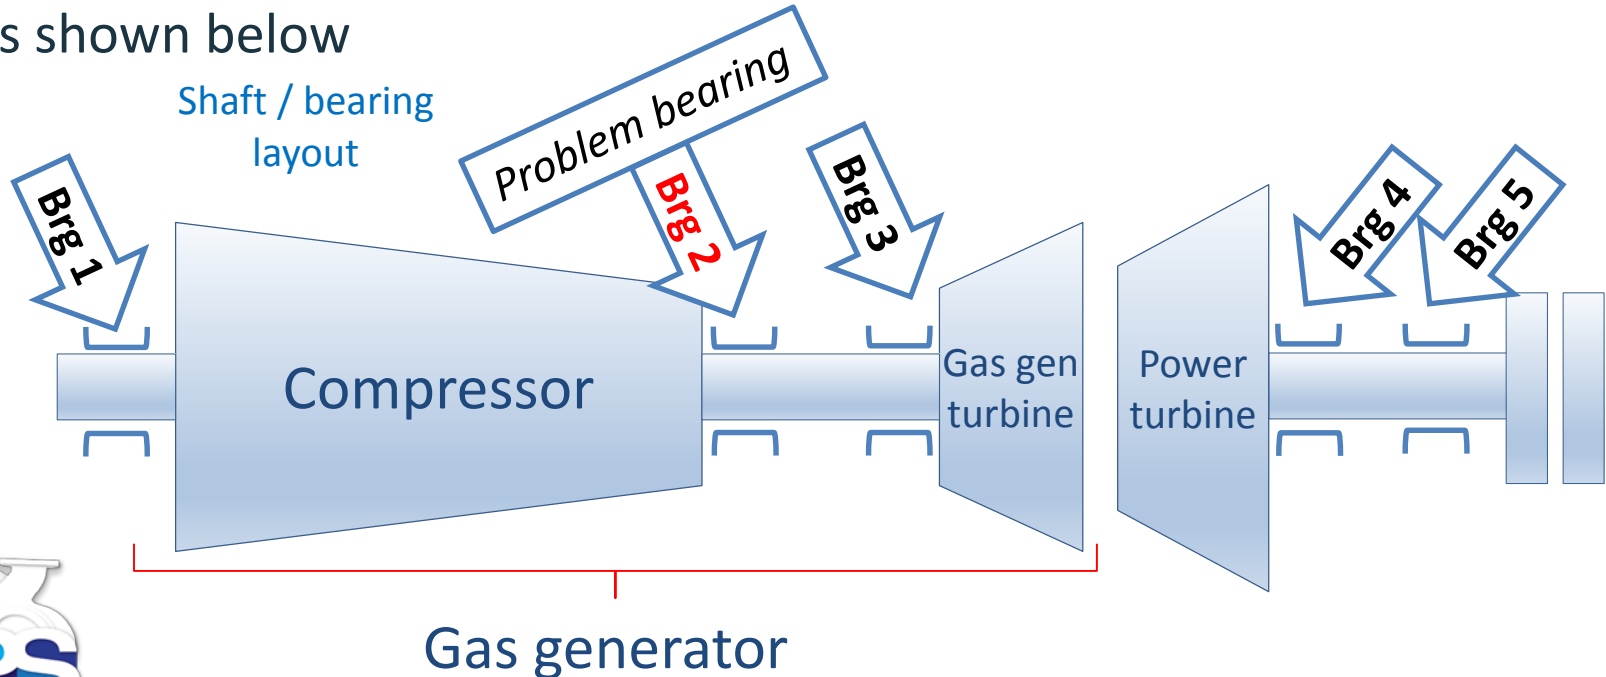 s shown below
Shaft / bearing
layout
Problem bearing
Brg 1
Brg 2
Brg 3
Brg 4
Brg 5
Compressor
Gas gen
turbine
Power
turbine
Gas generator